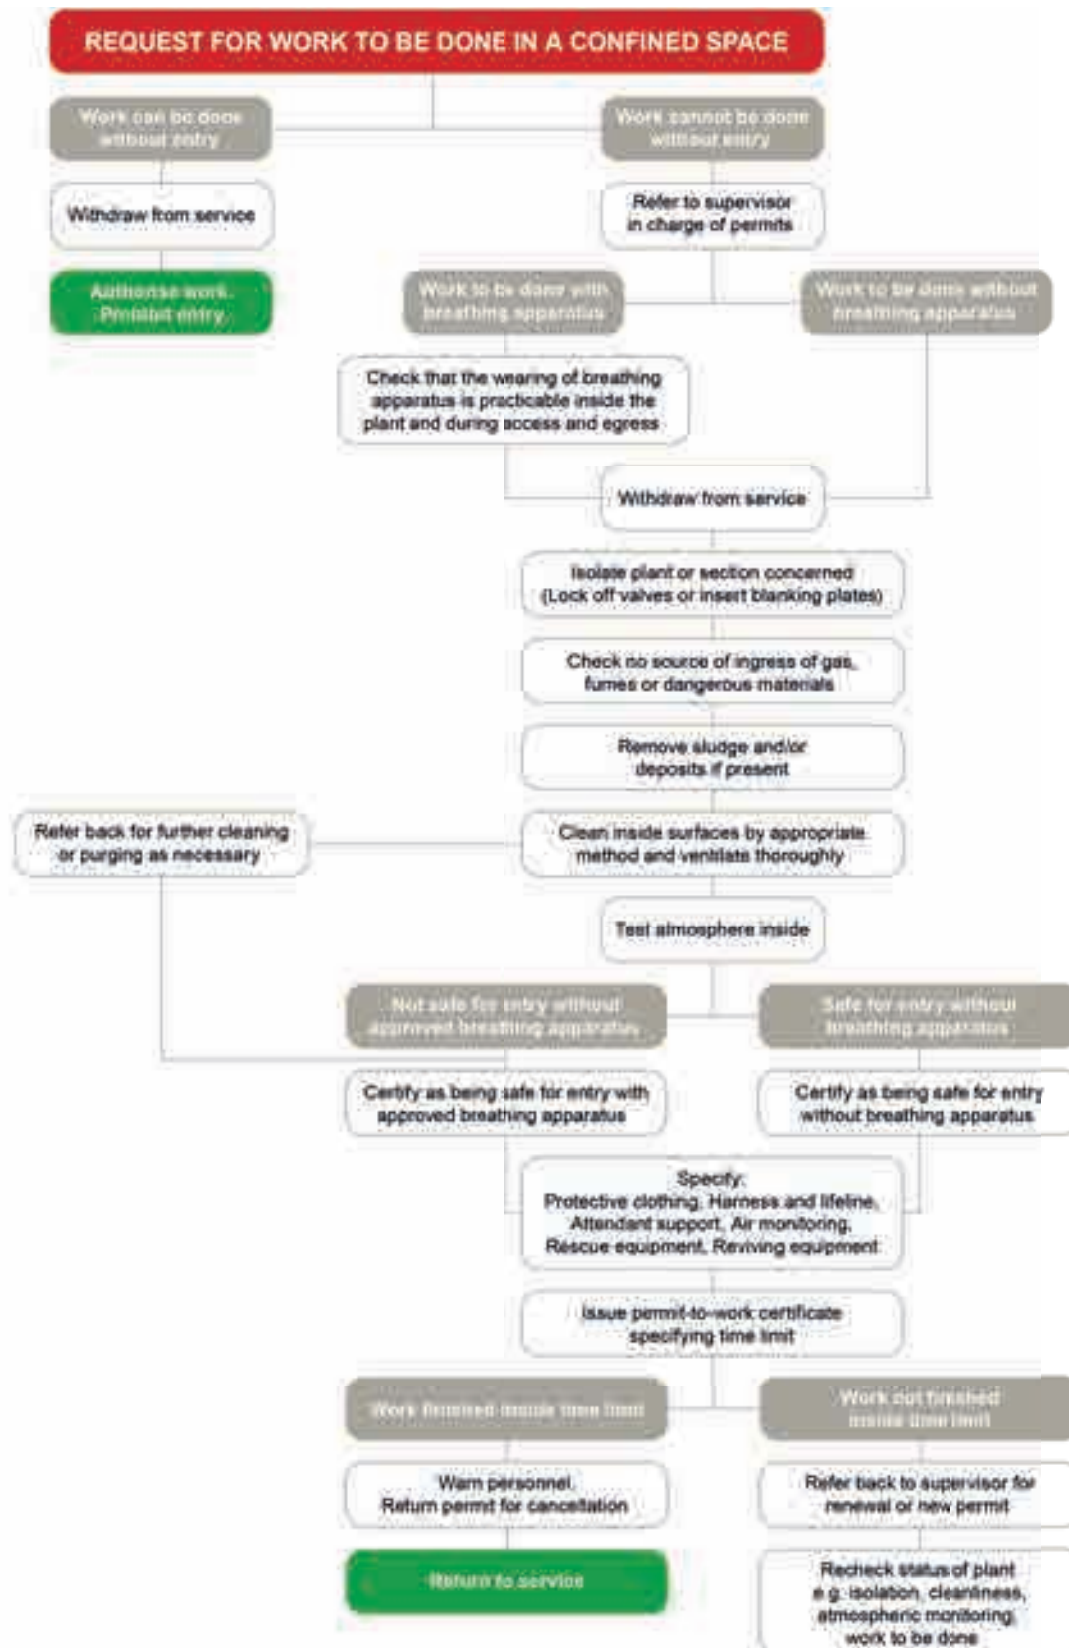 REQUEST FOR WORK TO BE DONE IN A CONFINED SPACE
Work can be done
without entry
Work cannot be done
without entry
Withdraw from service
Refer to supervisor
in charge of permits
Authorise work.
Prohibit entry.
Work to be done with
breathing apparatus
Work to be done without
breathing apparatus
Check that the wearing of breathing
apparatus is practicable inside the
plant and during access and egress
Withdraw from service
Isolate plant or section concerned
(Lock off valves or insert blanking plates)
Check no source of ingress of gas,
fumes or dangerous materials
Remove sludge and/or
deposits if present
Refer back for further cleaning
or purging as necessary
Clean inside surfaces by appropriate
method and ventilate thoroughly
Test atmosphere inside
Not safe for entry without
approved breathing apparatus
Safe for entry without
breathing apparatus
Certify as being safe for entry with
approved breathing apparatus
Certify as being safe for entry
without breathing apparatus
Specify:
Protective clothing, Harness and lifeline,
Attendant support, Air monitoring,
Rescue equipment, Reviving equipment
Issue permit-to-work certificate
specifying time limit
Work finished inside time limit
Work not finished
inside time limit
Warn personnel.
Return permit for cancellation
Refer back to supervisor for
renewal or new permit
Return to service
Recheck status of plant
e.g. isolation, cleanliness,
atmospheric monitoring,
work to be done